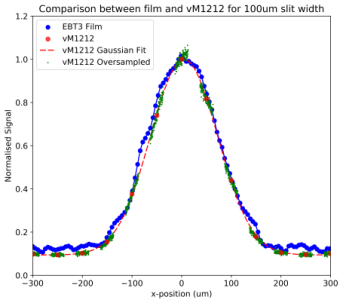 Comparison between film and vM1212 for 100um slit width
EBT3 Film
vM1212
vM1212 Gaussian Fit
vM1212 Oversampled
Normalised Signal
1.2
1.0
0.8
0.6
0.4
0.2
0.0
−300 −200 −100 0 100 200 300
x-position (um)